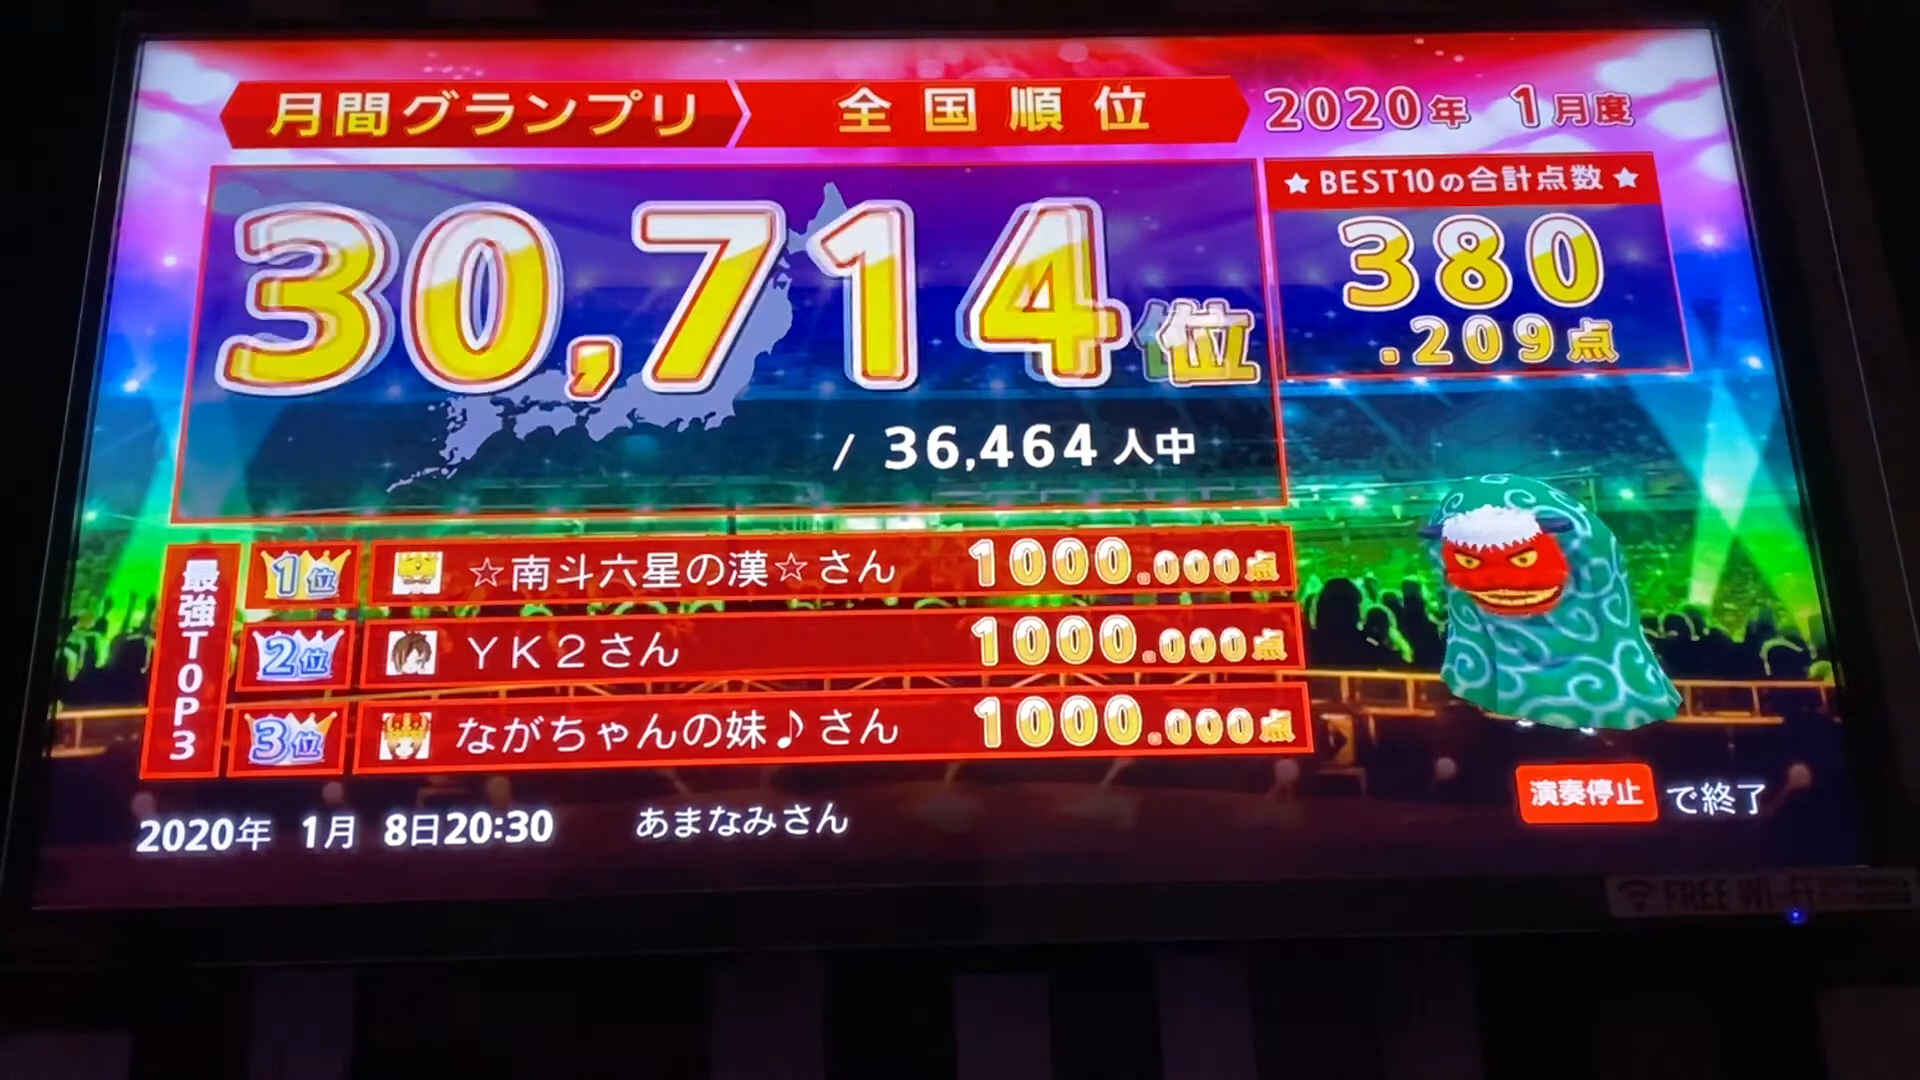 月間グランプリ 全国順位 2020年 1月度
30,714位
/ 36,464人中
★BEST10の合計点数★
380
.209点
最強TOP3
1位 ☆南斗六星の漢☆さん 1000.000点
2位 YK2さん 1000.000点
3位 ながちゃんの妹♪さん 1000.000点
2020年 1月 8日20:30 あまなみさん
演奏停止 で終了
FREE Wi-Fi